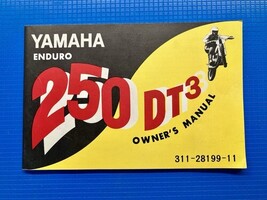 YAMAHA
ENDURO
250 DT3
OWNER'S MANUAL
311-28199-11